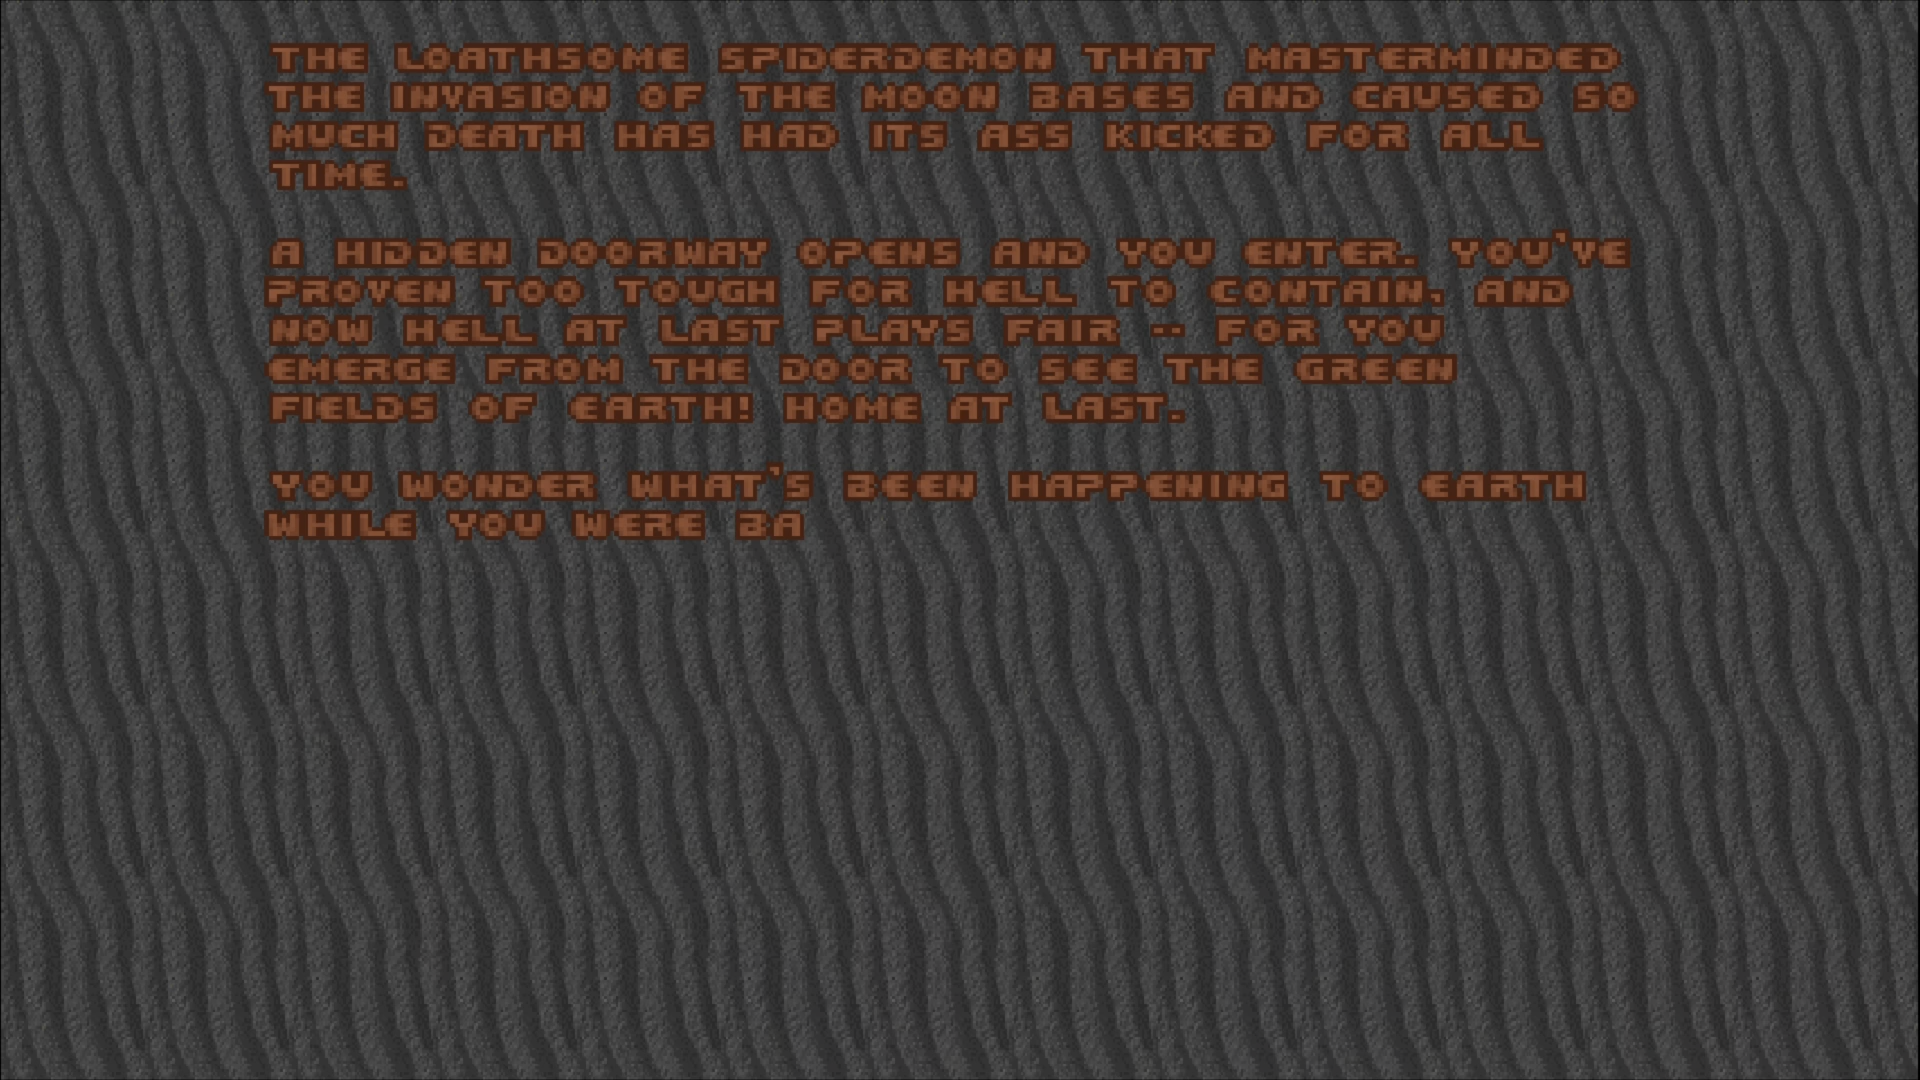 THE LOATHSOME SPIDERDEMON THAT MASTERMINDED
THE INVASION OF THE MOON BASES AND CAUSED SO
MUCH DEATH HAS HAD ITS ASS KICKED FOR ALL
TIME.
A HIDDEN DOORWAY OPENS AND YOU ENTER. YOU'VE
PROVEN TOO TOUGH FOR HELL TO CONTAIN, AND
NOW HELL AT LAST PLAYS FAIR -- FOR YOU
EMERGE FROM THE DOOR TO SEE THE GREEN
FIELDS OF EARTH! HOME AT LAST.
YOU WONDER WHAT'S BEEN HAPPENING TO EARTH
WHILE YOU WERE BA